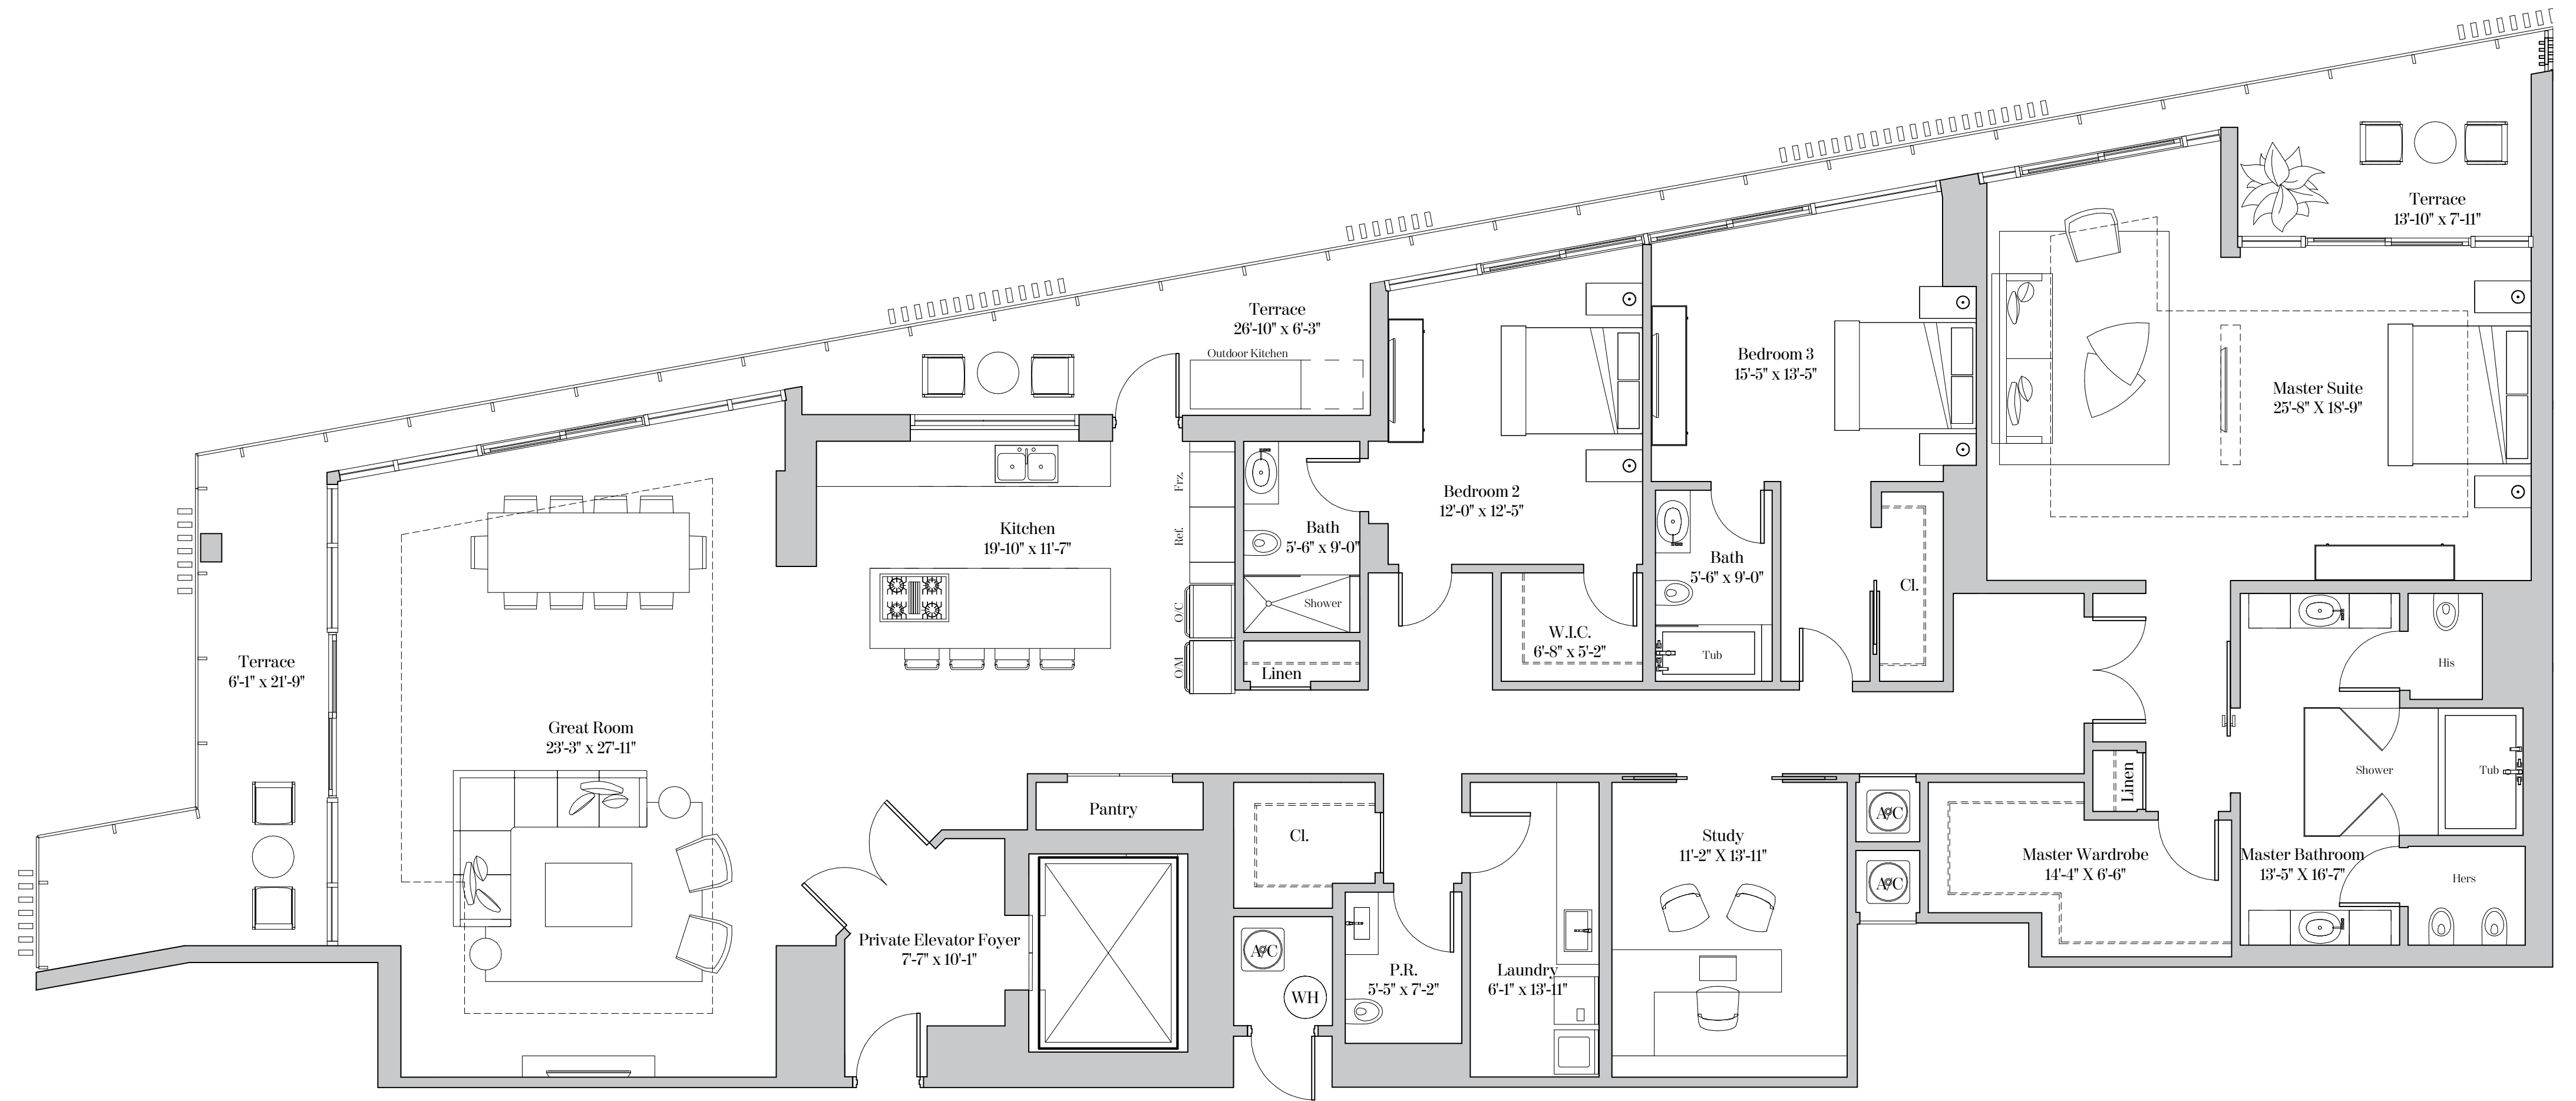 Terrace
13'-10" x 7'-11"
Terrace
26'-10" x 6'-3"
Outdoor Kitchen
Bedroom 3
15'-5" x 13'-5"
Master Suite
25'-8" X 18'-9"
Bedroom 2
12'-0" x 12'-5"
Kitchen
19'-10" x 11'-7"
Frz.
Ref.
O/C
O/M
Bath
5'-6" x 9'-0"
Shower
Linen
Bath
5'-6" x 9'-0"
Tub
Cl.
W.I.C.
6'-8" x 5'-2"
Terrace
6'-1" x 21'-9"
Great Room
23'-3" x 27'-11"
His
Shower
Tub
Linen
Pantry
Cl.
Study
11'-2" X 13'-11"
A/C
A/C
Master Wardrobe
14'-4" X 6'-6"
Master Bathroom
13'-5" X 16'-7"
Hers
Private Elevator Foyer
7'-7" x 10'-1"
A/C
WH
P.R.
5'-5" x 7'-2"
Laundry
6'-1" x 13'-11"